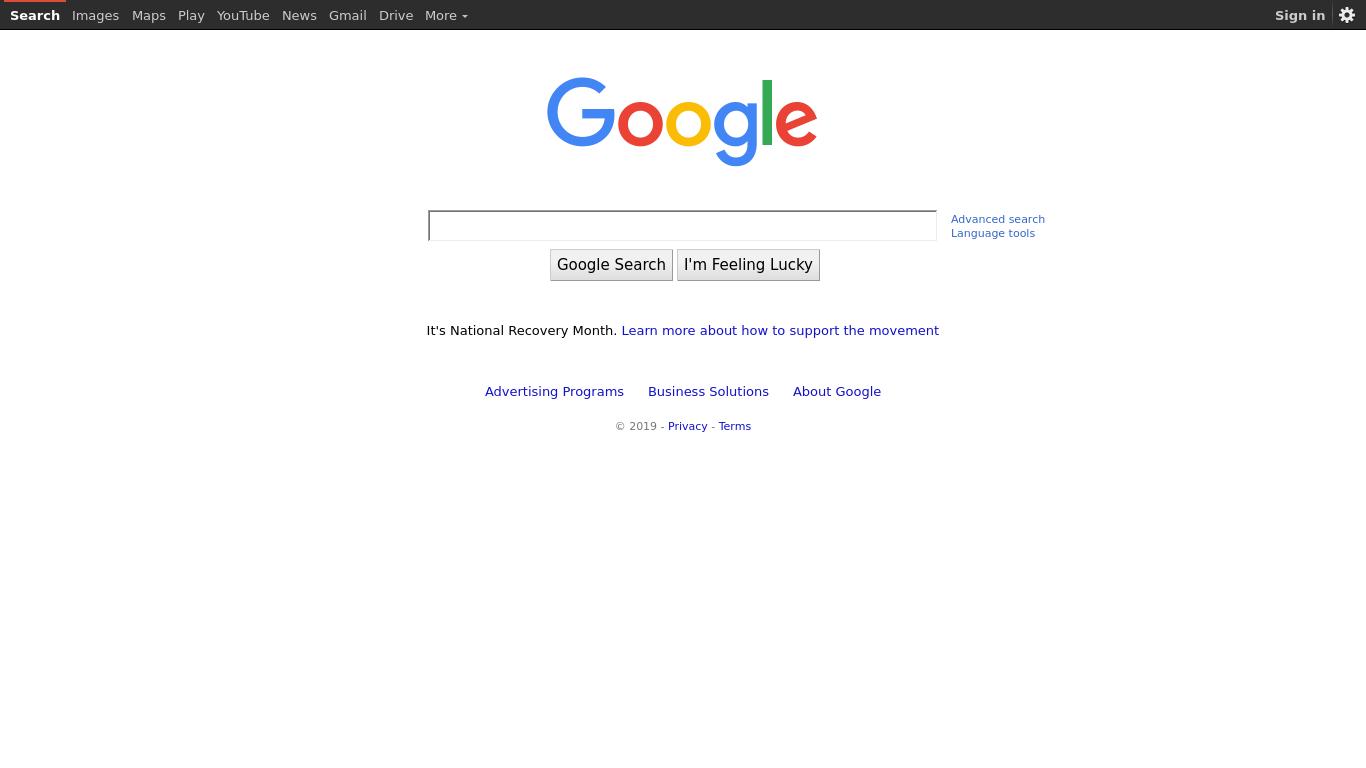 Search Images Maps Play YouTube News Gmail Drive More Sign in
Google
Advanced search
Language tools
Google Search I'm Feeling Lucky
It's National Recovery Month. Learn more about how to support the movement
Advertising Programs Business Solutions About Google
© 2019 - Privacy - Terms